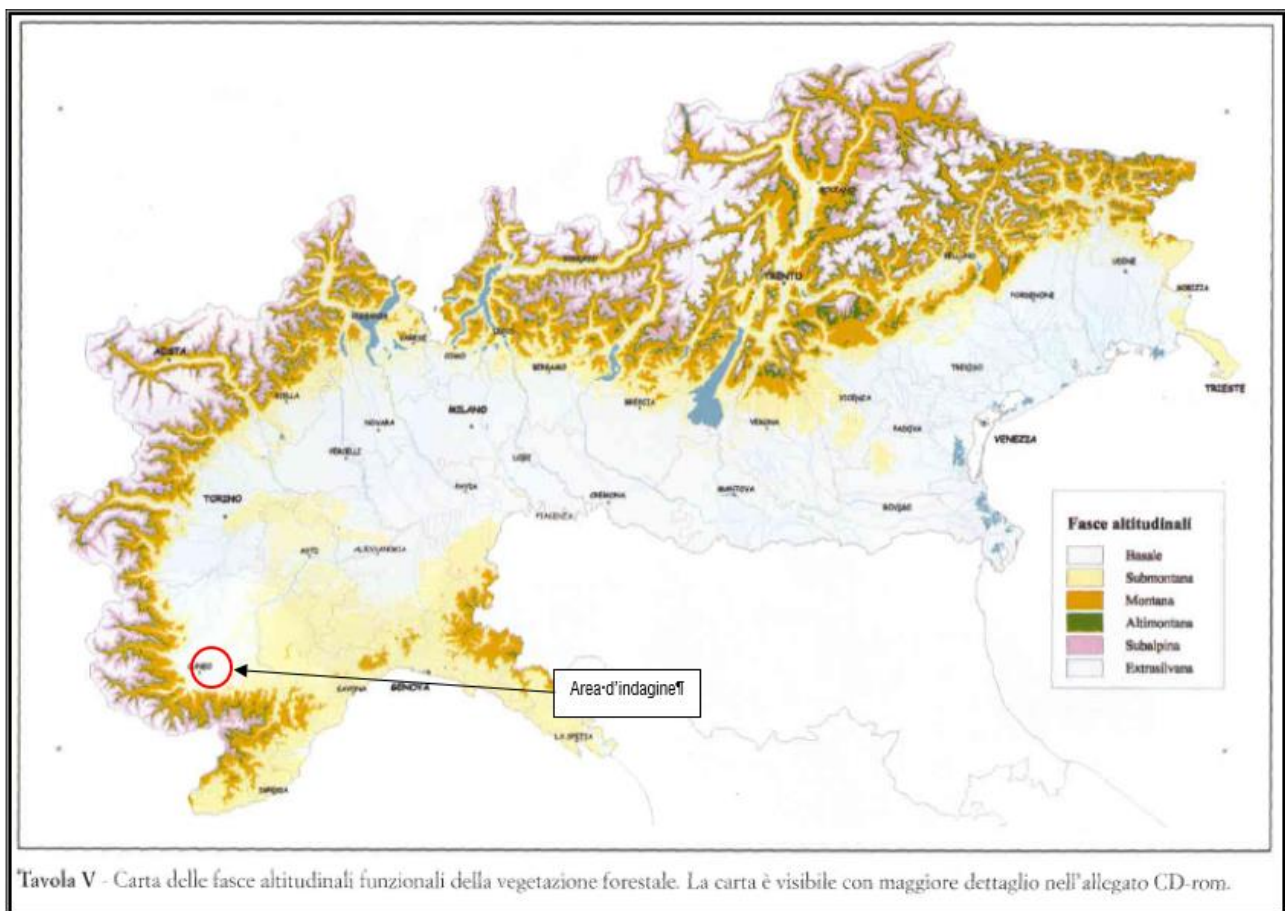 BOLZANO
TRENTO
BELLUNO
UDINE
PORDENONE
GORIZIA
TRIESTE
AOSTA
VERBANIA
VARESE
COMO
LECCO
SONDRIO
BERGAMO
BIELLA
NOVARA
MILANO
BRESCIA
VERONA
VICENZA
TREVISO
PADOVA
VENEZIA
VERCELLI
LODI
PAVIA
CREMONA
MANTOVA
ROVIGO
PIACENZA
TORINO
ASTI
ALESSANDRIA
CUNEO
SAVONA
GENOVA
LA SPEZIA
IMPERIA
Area·d'indagine¶
Fasce altitudinali
Basale
Submontana
Montana
Altimontana
Subalpina
Extrasilvana
Tavola V - Carta delle fasce altitudinali funzionali della vegetazione forestale. La carta è visibile con maggiore dettaglio nell'allegato CD-rom.